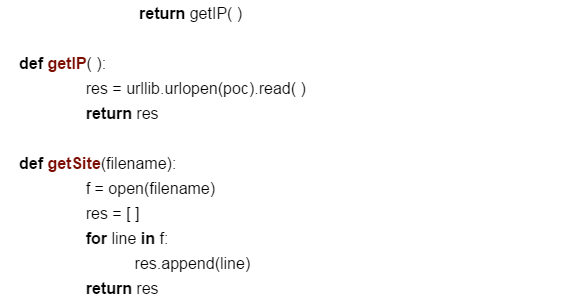 return getIP( )
def getIP( ):
res = urllib.urlopen(poc).read( )
return res
def getSite(filename):
f = open(filename)
res = [ ]
for line in f:
res.append(line)
return res